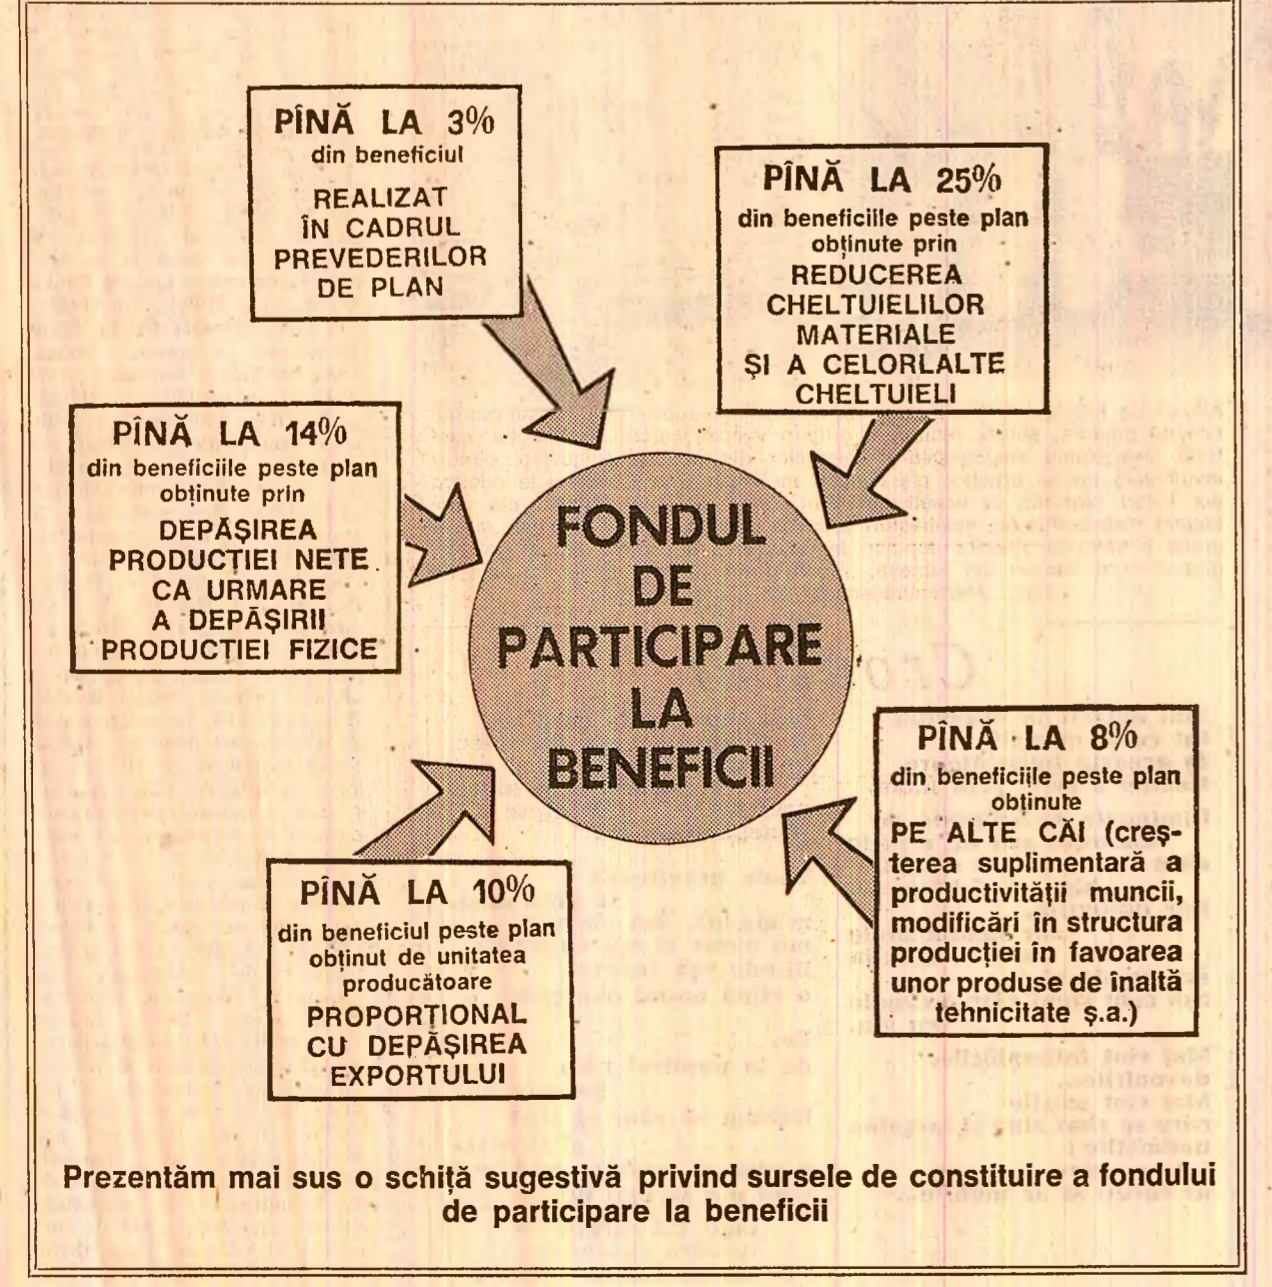 PÎNĂ LA 3%
din beneficiul
REALIZAT
ÎN CADRUL
PREVEDERILOR
DE PLAN
PÎNĂ LA 25%
din beneficiile peste plan
obținute prin
REDUCEREA
CHELTUIELILOR
MATERIALE
ȘI A CELORLALTE
CHELTUIELI
PÎNĂ LA 14%
din beneficiile peste plan
obținute prin
DEPĂȘIREA
PRODUCȚIEI NETE
CA URMARE
A DEPĂȘIRII
PRODUCTIEI FIZICE
FONDUL
DE
PARTICIPARE
LA
BENEFICII
PÎNĂ LA 8%
din beneficiile peste plan
obținute
PE ALTE CĂI (creș-
terea suplimentară a
productivității muncii,
modificări în structura
producției în favoarea
unor produse de înaltă
tehnicitate ș.a.)
PÎNĂ LA 10%
din beneficiul peste plan
obținut de unitatea
producătoare
PROPORȚIONAL
CU DEPĂȘIREA
EXPORTULUI
Prezentăm mai sus o schiță sugestivă privind sursele de constituire a fondului
de participare la beneficii